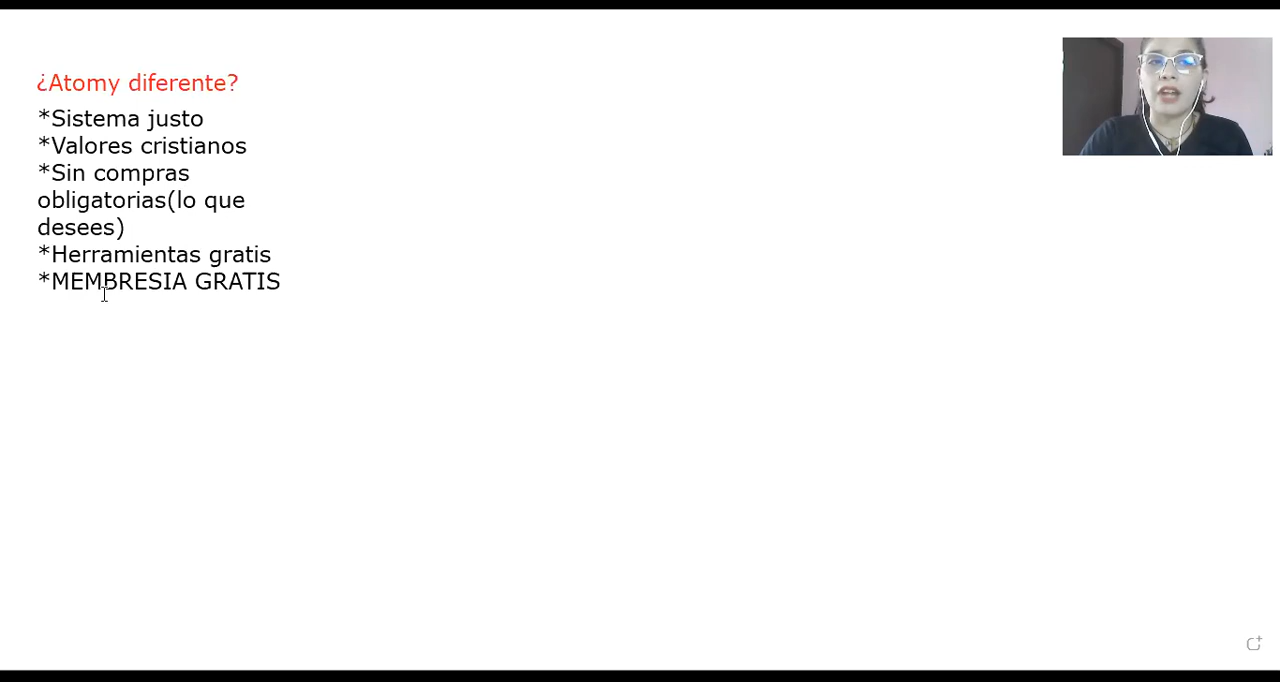 ¿Atomy diferente?
*Sistema justo
*Valores cristianos
*Sin compras
obligatorias(lo que
desees)
*Herramientas gratis
*MEMBRESIA GRATIS